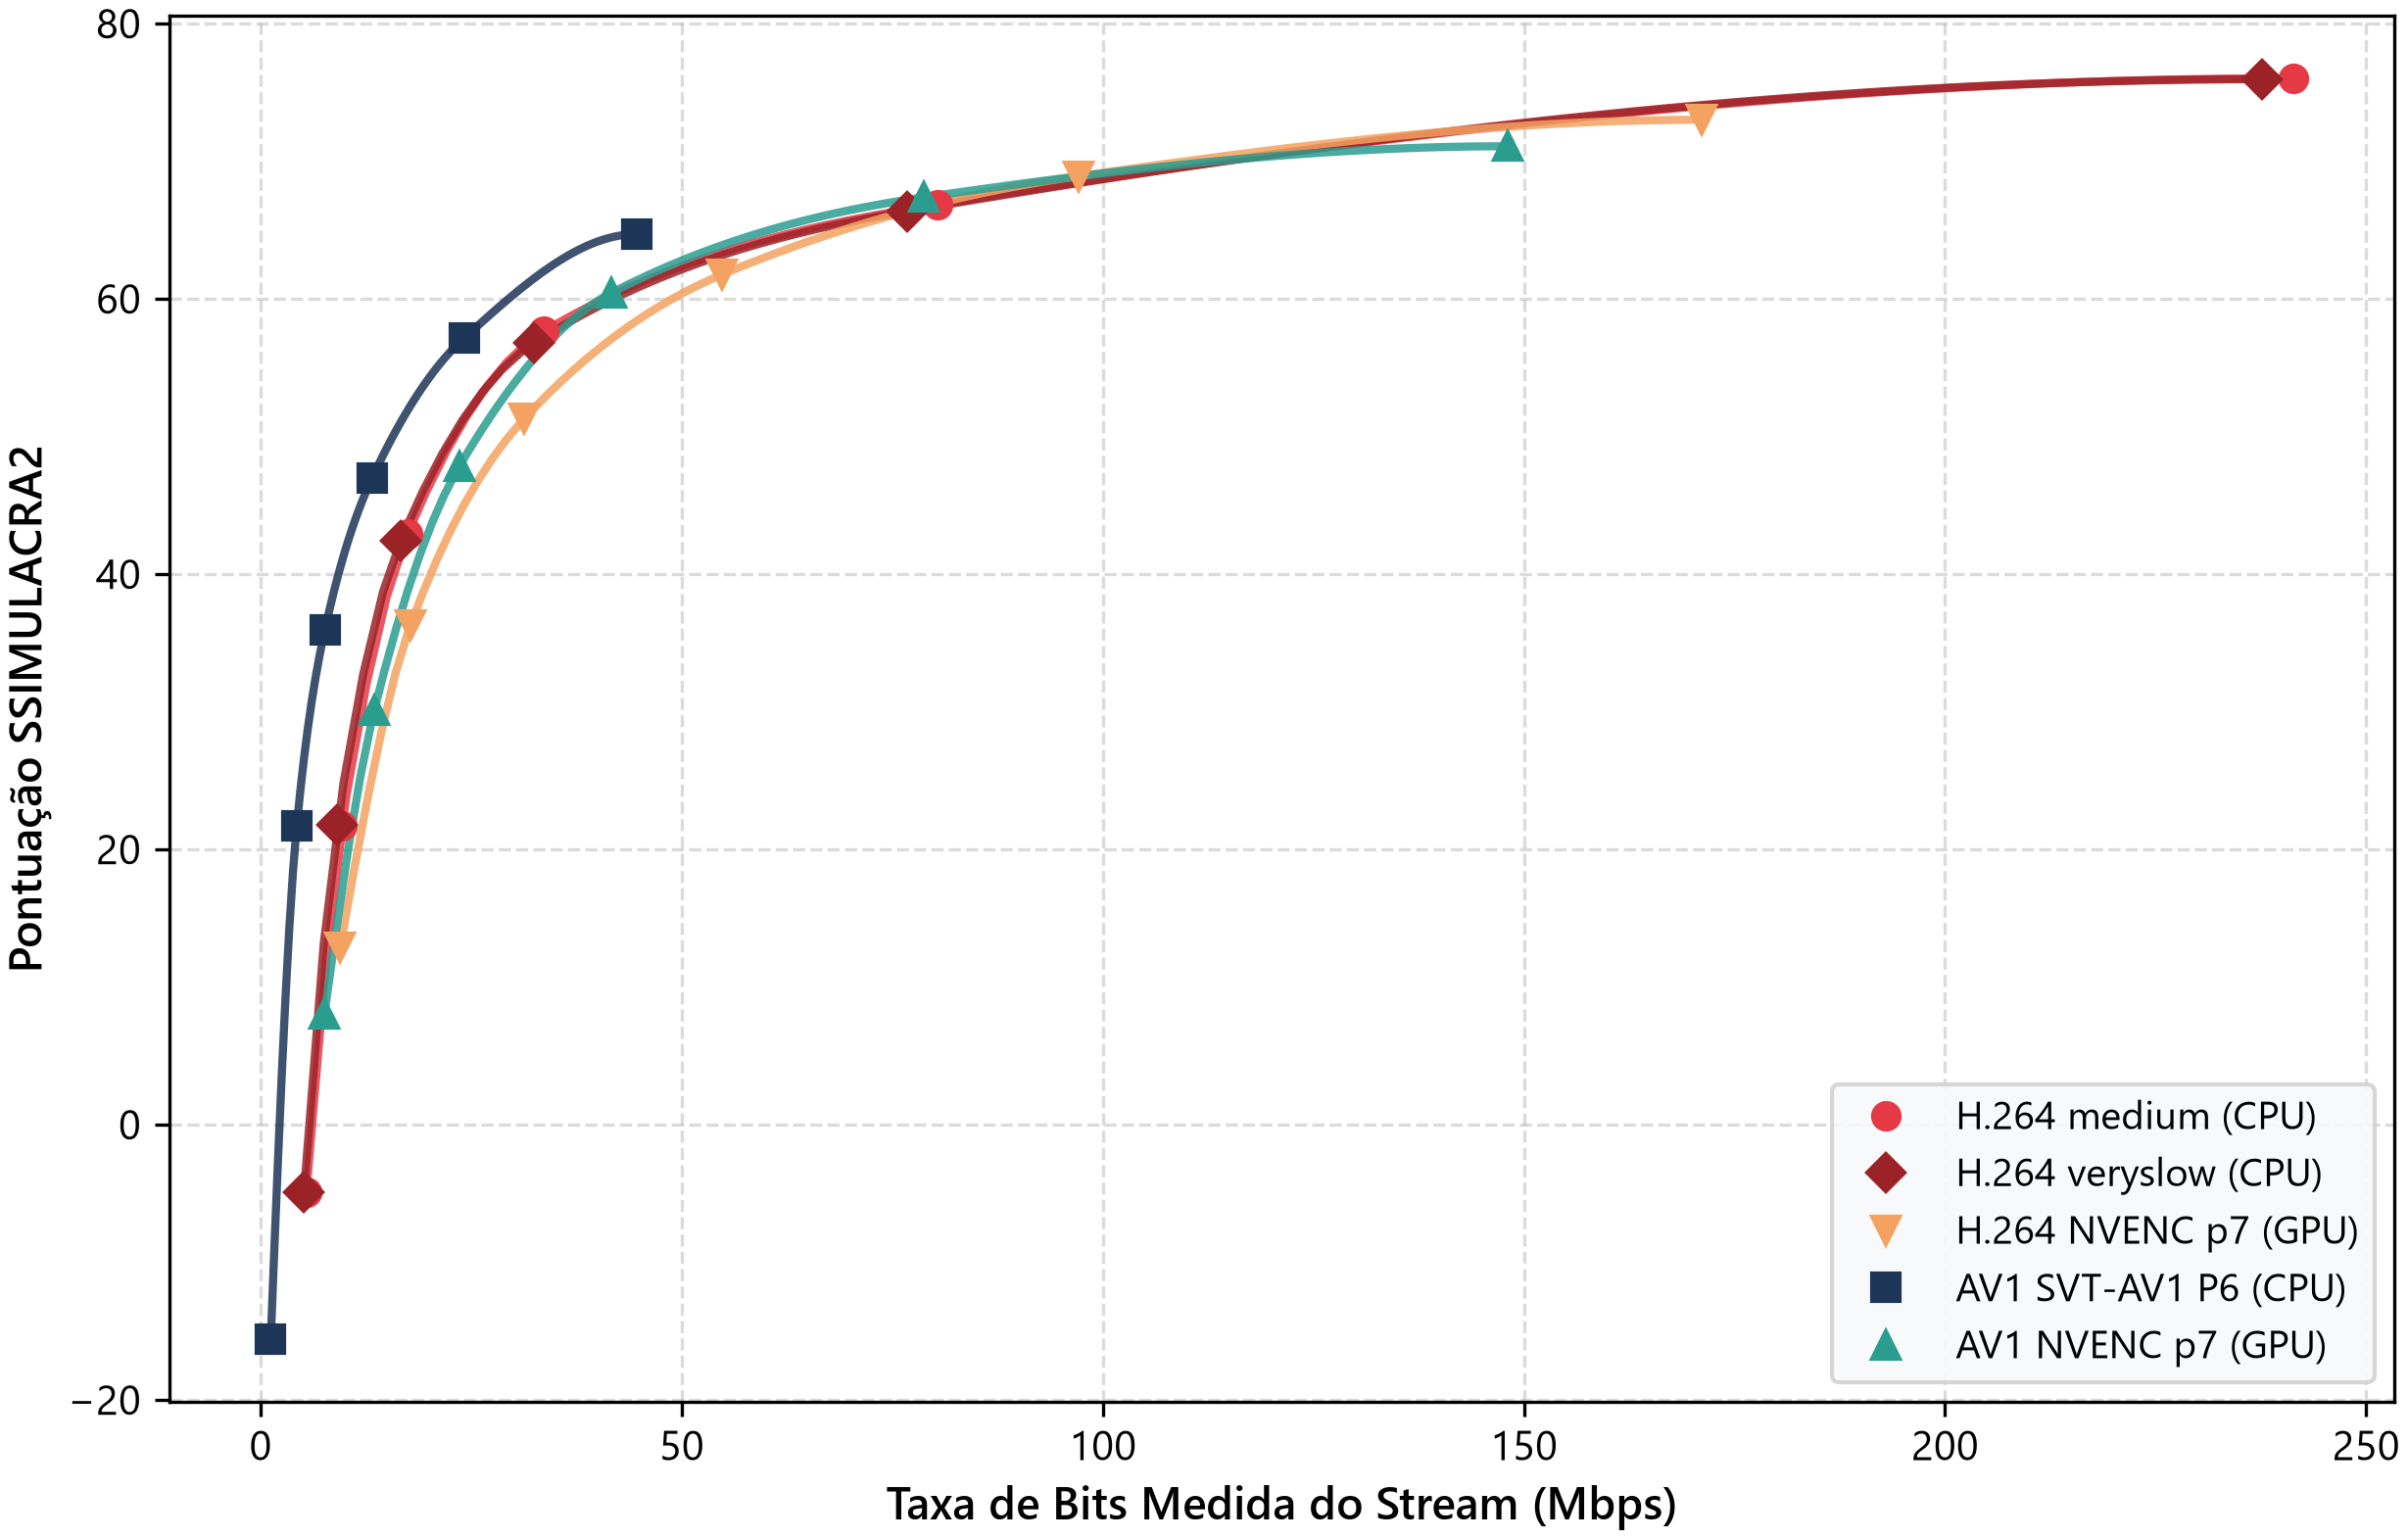 80
60
40
20
0
−20
Pontuação SSIMULACRA2
0 50 100 150 200 250
Taxa de Bits Medida do Stream (Mbps)
H.264 medium (CPU)
H.264 veryslow (CPU)
H.264 NVENC p7 (GPU)
AV1 SVT-AV1 P6 (CPU)
AV1 NVENC p7 (GPU)